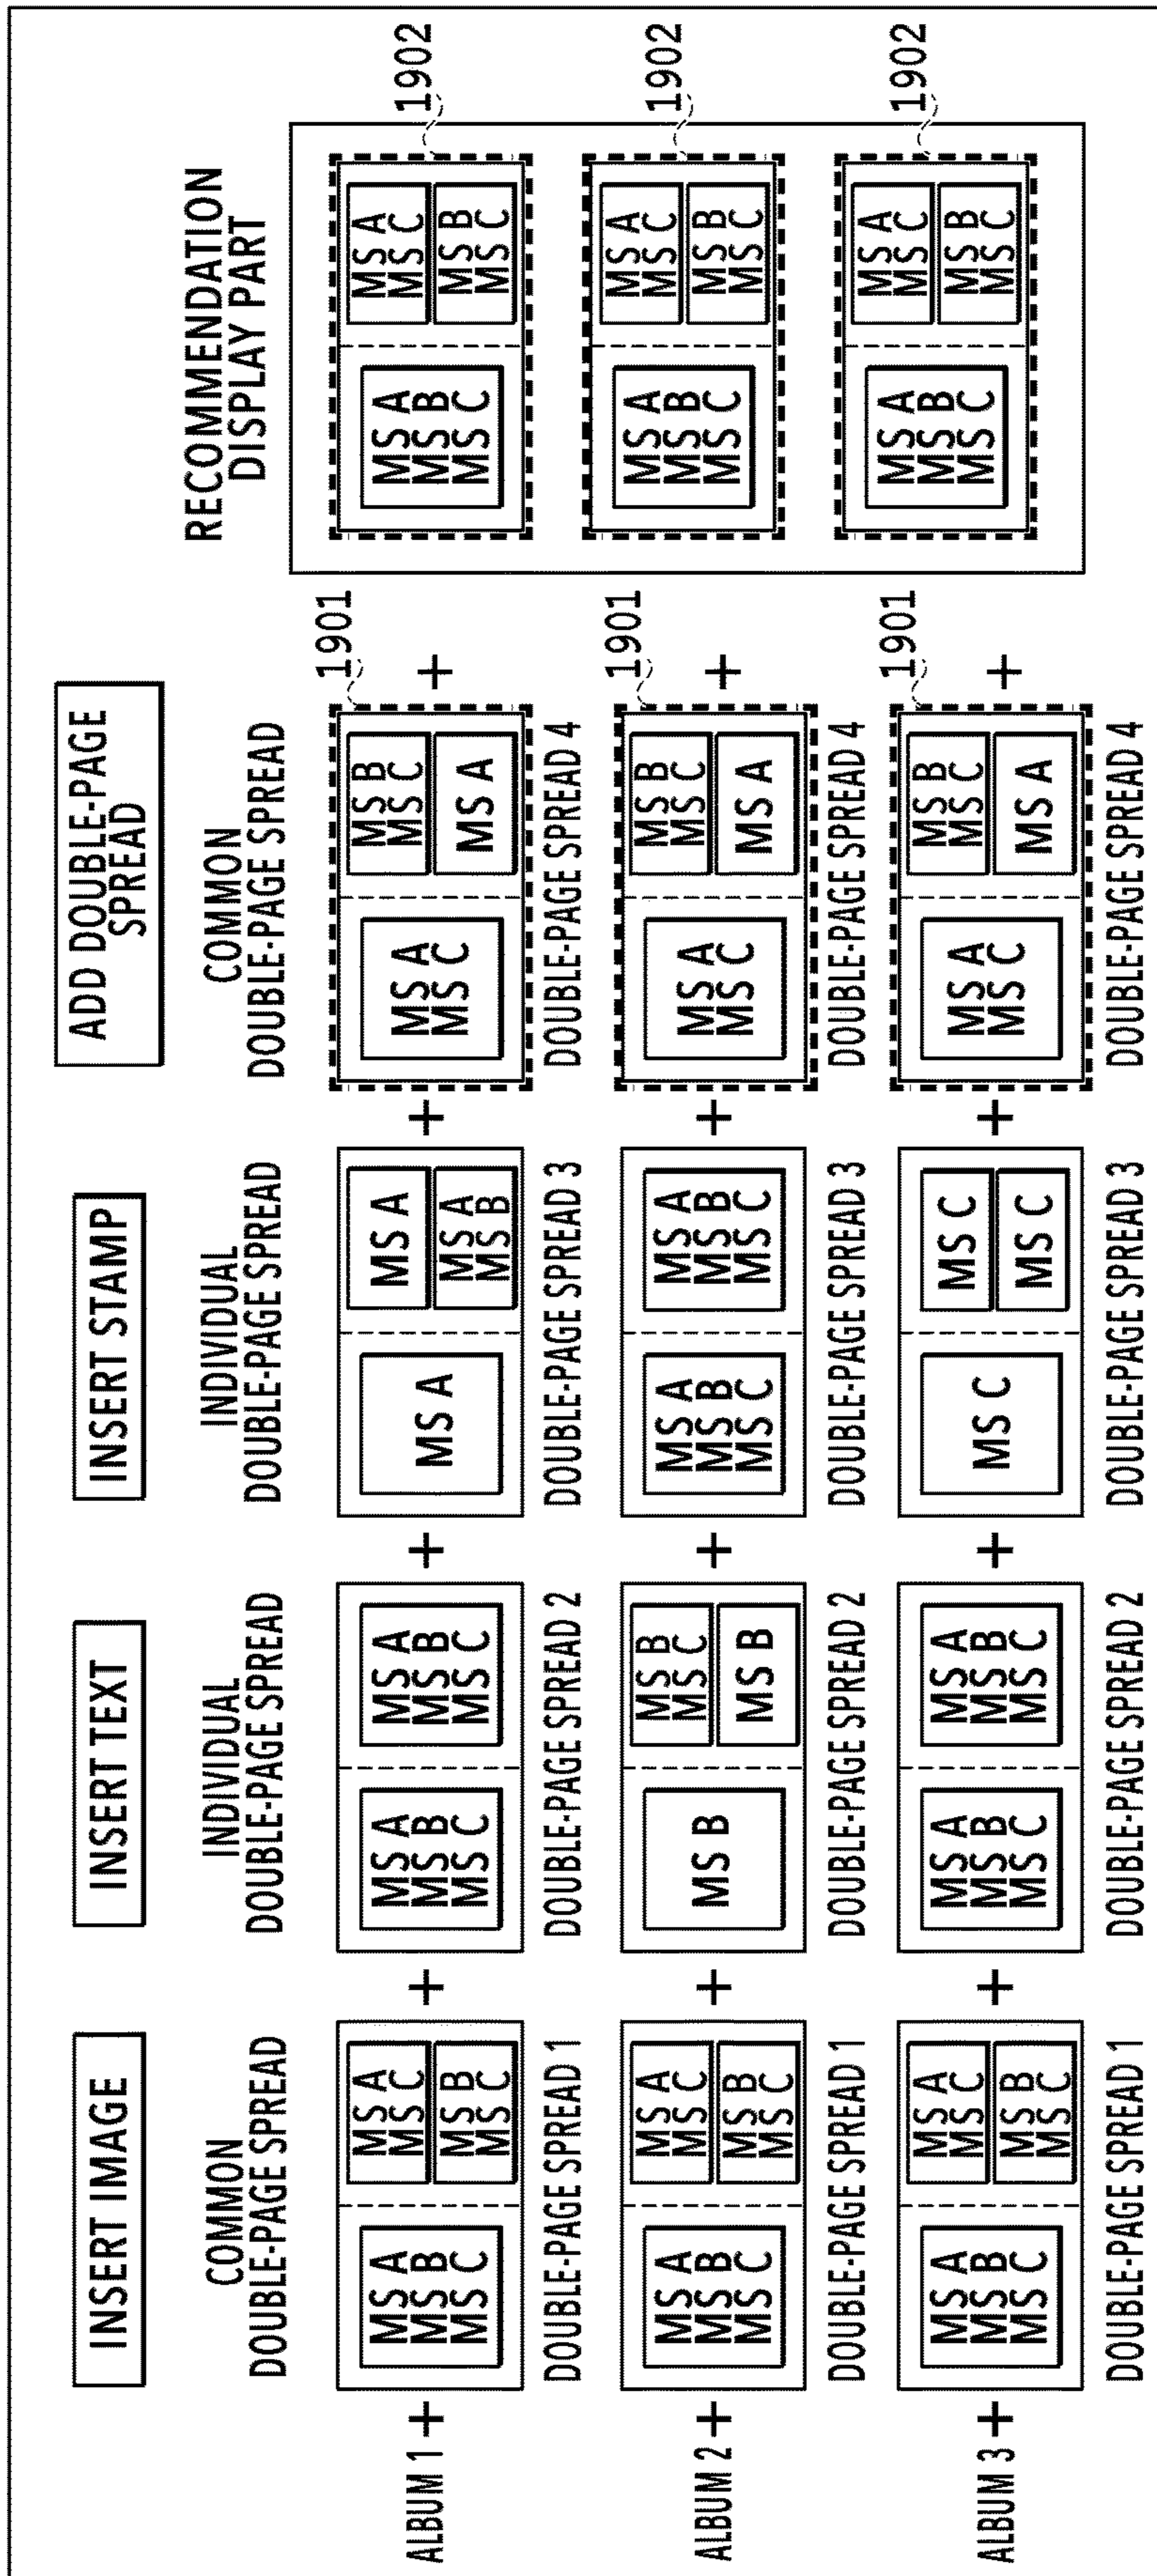 INSERT IMAGE
INSERT TEXT
INSERT STAMP
ADD DOUBLE-PAGE
SPREAD
COMMON
DOUBLE-PAGE SPREAD
INDIVIDUAL
DOUBLE-PAGE SPREAD
INDIVIDUAL
DOUBLE-PAGE SPREAD
COMMON
DOUBLE-PAGE SPREAD
RECOMMENDATION
DISPLAY PART
ALBUM 1 +
MS A
MS B
MS C
MS A
MS C
MS B
MS C
+
MS A
MS B
MS C
MS A
MS B
MS C
+
MS A
MS A
MS A
MS B
+
MS A
MS C
MS B
MS C
MS A
+
1901
MS A
MS B
MS C
MS A
MS C
MS B
MS C
1902
DOUBLE-PAGE SPREAD 1
DOUBLE-PAGE SPREAD 2
DOUBLE-PAGE SPREAD 3
DOUBLE-PAGE SPREAD 4
ALBUM 2 +
MS A
MS B
MS C
MS A
MS C
MS B
MS C
+
MS B
MS B
MS C
MS B
+
MS A
MS B
MS C
MS A
MS B
MS C
+
MS A
MS C
MS B
MS C
MS A
+
1901
MS A
MS B
MS C
MS A
MS C
MS B
MS C
1902
DOUBLE-PAGE SPREAD 1
DOUBLE-PAGE SPREAD 2
DOUBLE-PAGE SPREAD 3
DOUBLE-PAGE SPREAD 4
ALBUM 3 +
MS A
MS B
MS C
MS A
MS C
MS B
MS C
+
MS A
MS B
MS C
MS A
MS B
MS C
+
MS C
MS C
MS C
+
MS A
MS C
MS B
MS C
MS A
+
1901
MS A
MS B
MS C
MS A
MS C
MS B
MS C
1902
DOUBLE-PAGE SPREAD 1
DOUBLE-PAGE SPREAD 2
DOUBLE-PAGE SPREAD 3
DOUBLE-PAGE SPREAD 4